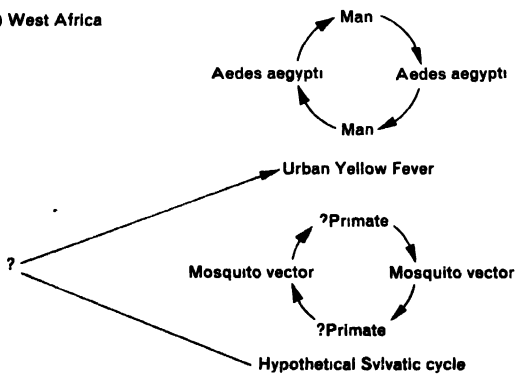 ) West Africa
Man
Aedes aegypti Aedes aegypti
Man
Urban Yellow Fever
?Primate
?
Mosquito vector Mosquito vector
?Primate
Hypothetical Sylvatic cycle